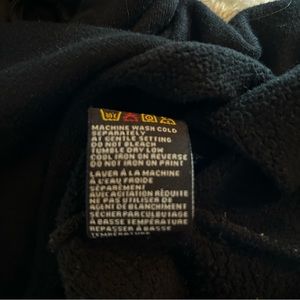 MACHINE WASH COLD
SEPARATELY
AT GENTLE SETTING
DO NOT BLEACH
TUMBLE DRY LOW
COOL IRON ON REVERSE
DO NOT IRON ON PRINT
LAVER À LA MACHINE
À L'EAU FROIDE
SÉPARÉMENT
AVEC AGITATION RÉDUITE
NE PAS UTILISER DE
AGENT DE BLANCHIMENT
SÉCHER PAR CULBUTAGE
À BASSE TEMPÉRATURE
REPASSER À BASSE
TEMPÉRATURE